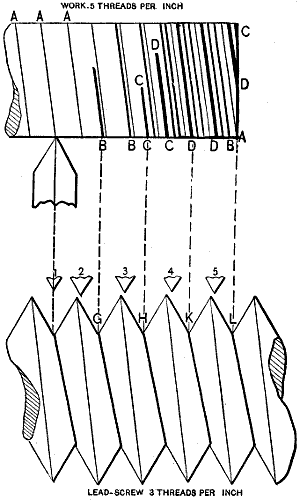 WORK.5 THREADS PER INCH
A A A
C
D
C
D
A
B B C C D D B
1 2 3 4 5
G H K L
LEAD-SCREW 3 THREADS PER INCH